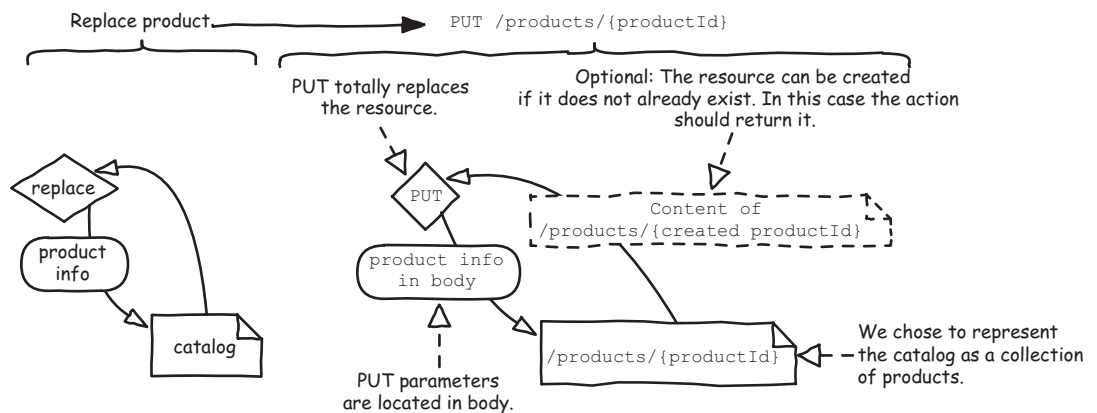 Replace product
PUT /products/{productId}
PUT totally replaces
the resource.
Optional: The resource can be created
if it does not already exist. In this case the action
should return it.
replace
product
info
catalog
PUT
Content of
/products/{created productId}
product info
in body
/products/{productId}
We chose to represent
the catalog as a collection
of products.
PUT parameters
are located in body.